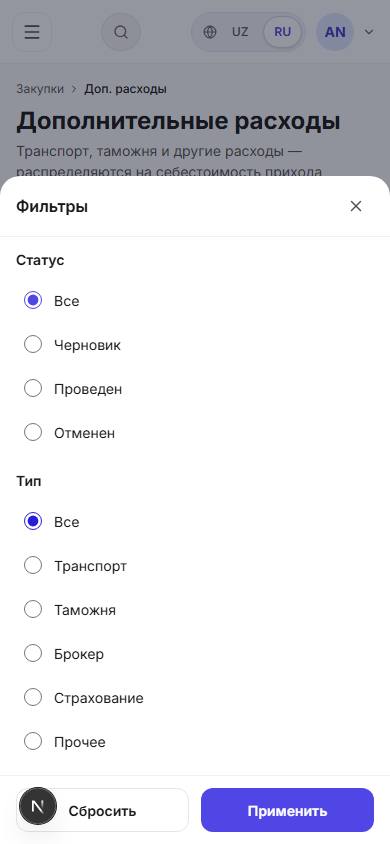 UZ RU AN
Закупки > Доп. расходы
Дополнительные расходы
Транспорт, таможня и другие расходы —
распределяются на себестоимость прихода
Фильтры
Статус
Все
Черновик
Проведен
Отменен
Тип
Все
Транспорт
Таможня
Брокер
Страхование
Прочее
N Сбросить Применить